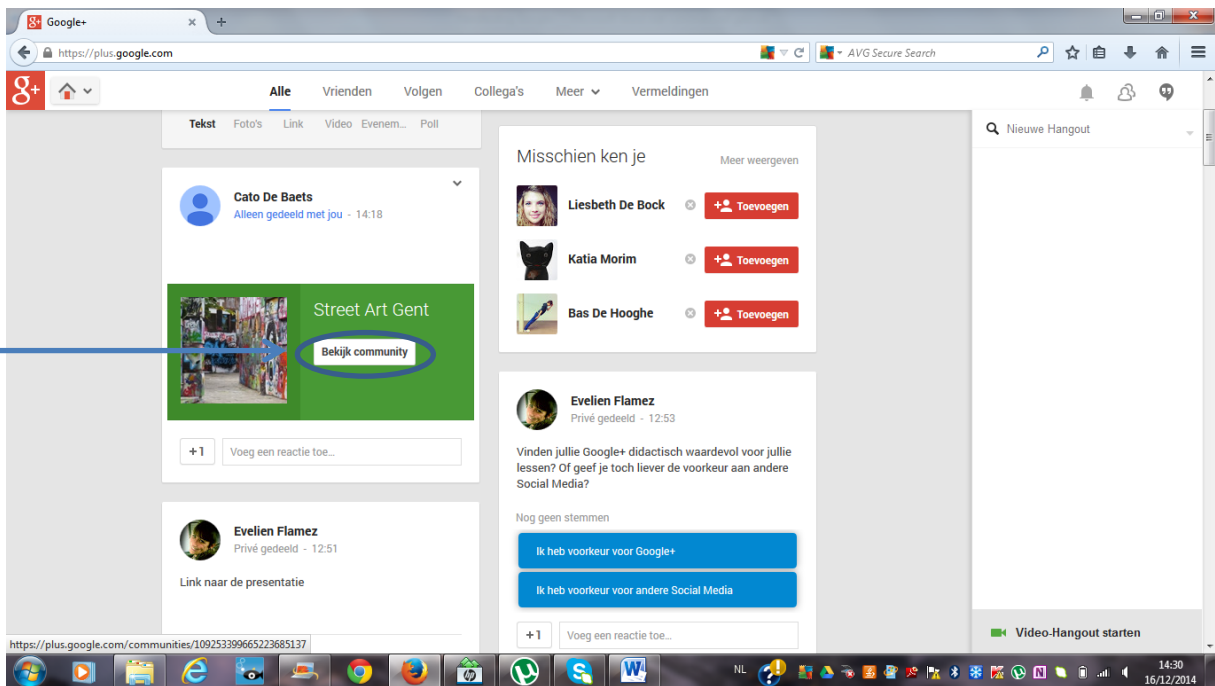 Google+
https://plus.google.com
AVG Secure Search
g+
Alle Vrienden Volgen Collega's Meer Vermeldingen
Tekst Foto's Link Video Evenem... Poll
Cato De Baets
Alleen gedeeld met jou - 14:18
Street Art Gent
Bekijk community
+1 Voeg een reactie toe...
Evelien Flamez
Privé gedeeld - 12:51
Link naar de presentatie
Misschien ken je Meer weergeven
Liesbeth De Bock Toevoegen
Katia Morim Toevoegen
Bas De Hooghe Toevoegen
Evelien Flamez
Privé gedeeld - 12:53
Vinden jullie Google+ didactisch waardevol voor jullie
lessen? Of geef je toch liever de voorkeur aan andere
Social Media?
Nog geen stemmen
Ik heb voorkeur voor Google+
Ik heb voorkeur voor andere Social Media
+1 Voeg een reactie toe...
Nieuwe Hangout
Video-Hangout starten
https://plus.google.com/communities/109253399665223685137
NL
14:30
16/12/2014